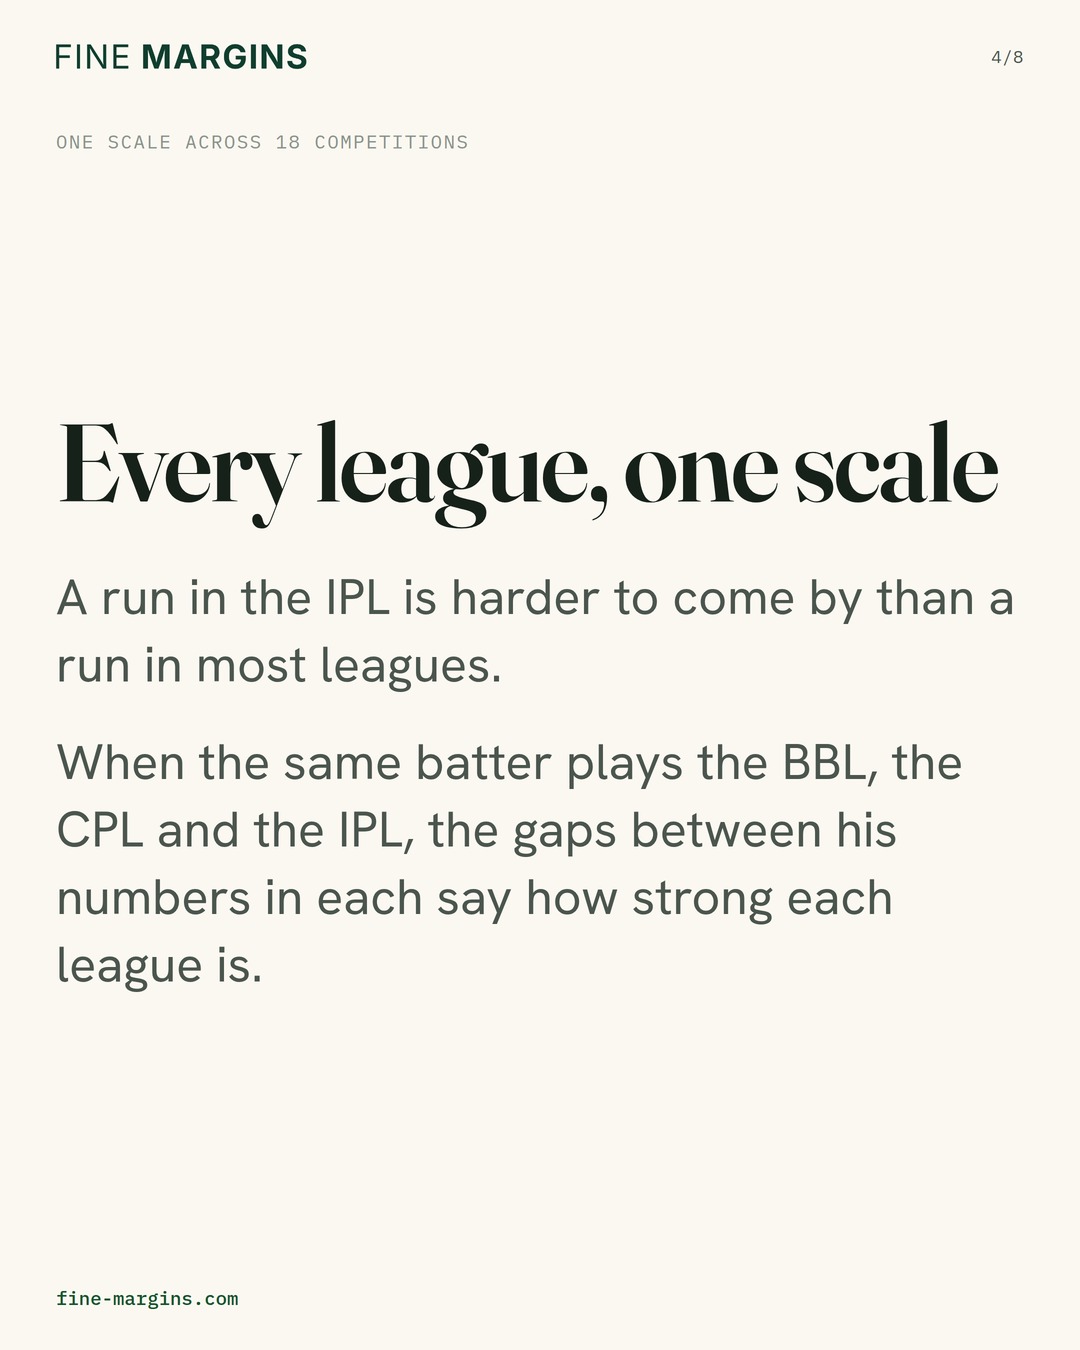 FINE MARGINS
4/8
ONE SCALE ACROSS 18 COMPETITIONS
Every league, one scale
A run in the IPL is harder to come by than a
run in most leagues.
When the same batter plays the BBL, the
CPL and the IPL, the gaps between his
numbers in each say how strong each
league is.
fine-margins.com